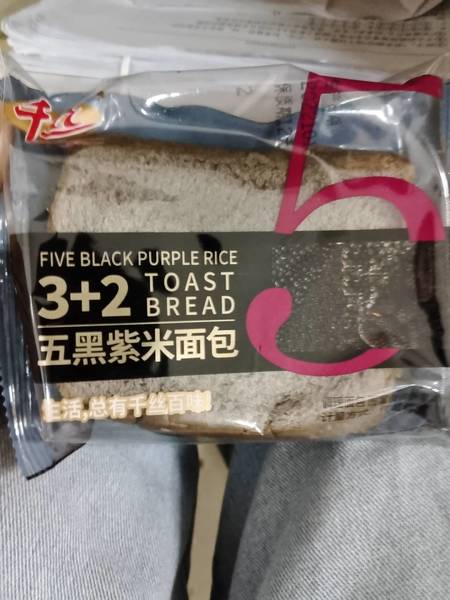 千丝
5
FIVE BLACK PURPLE RICE
3+2 TOAST BREAD
五黑紫米面包
生活,总有千丝百味!